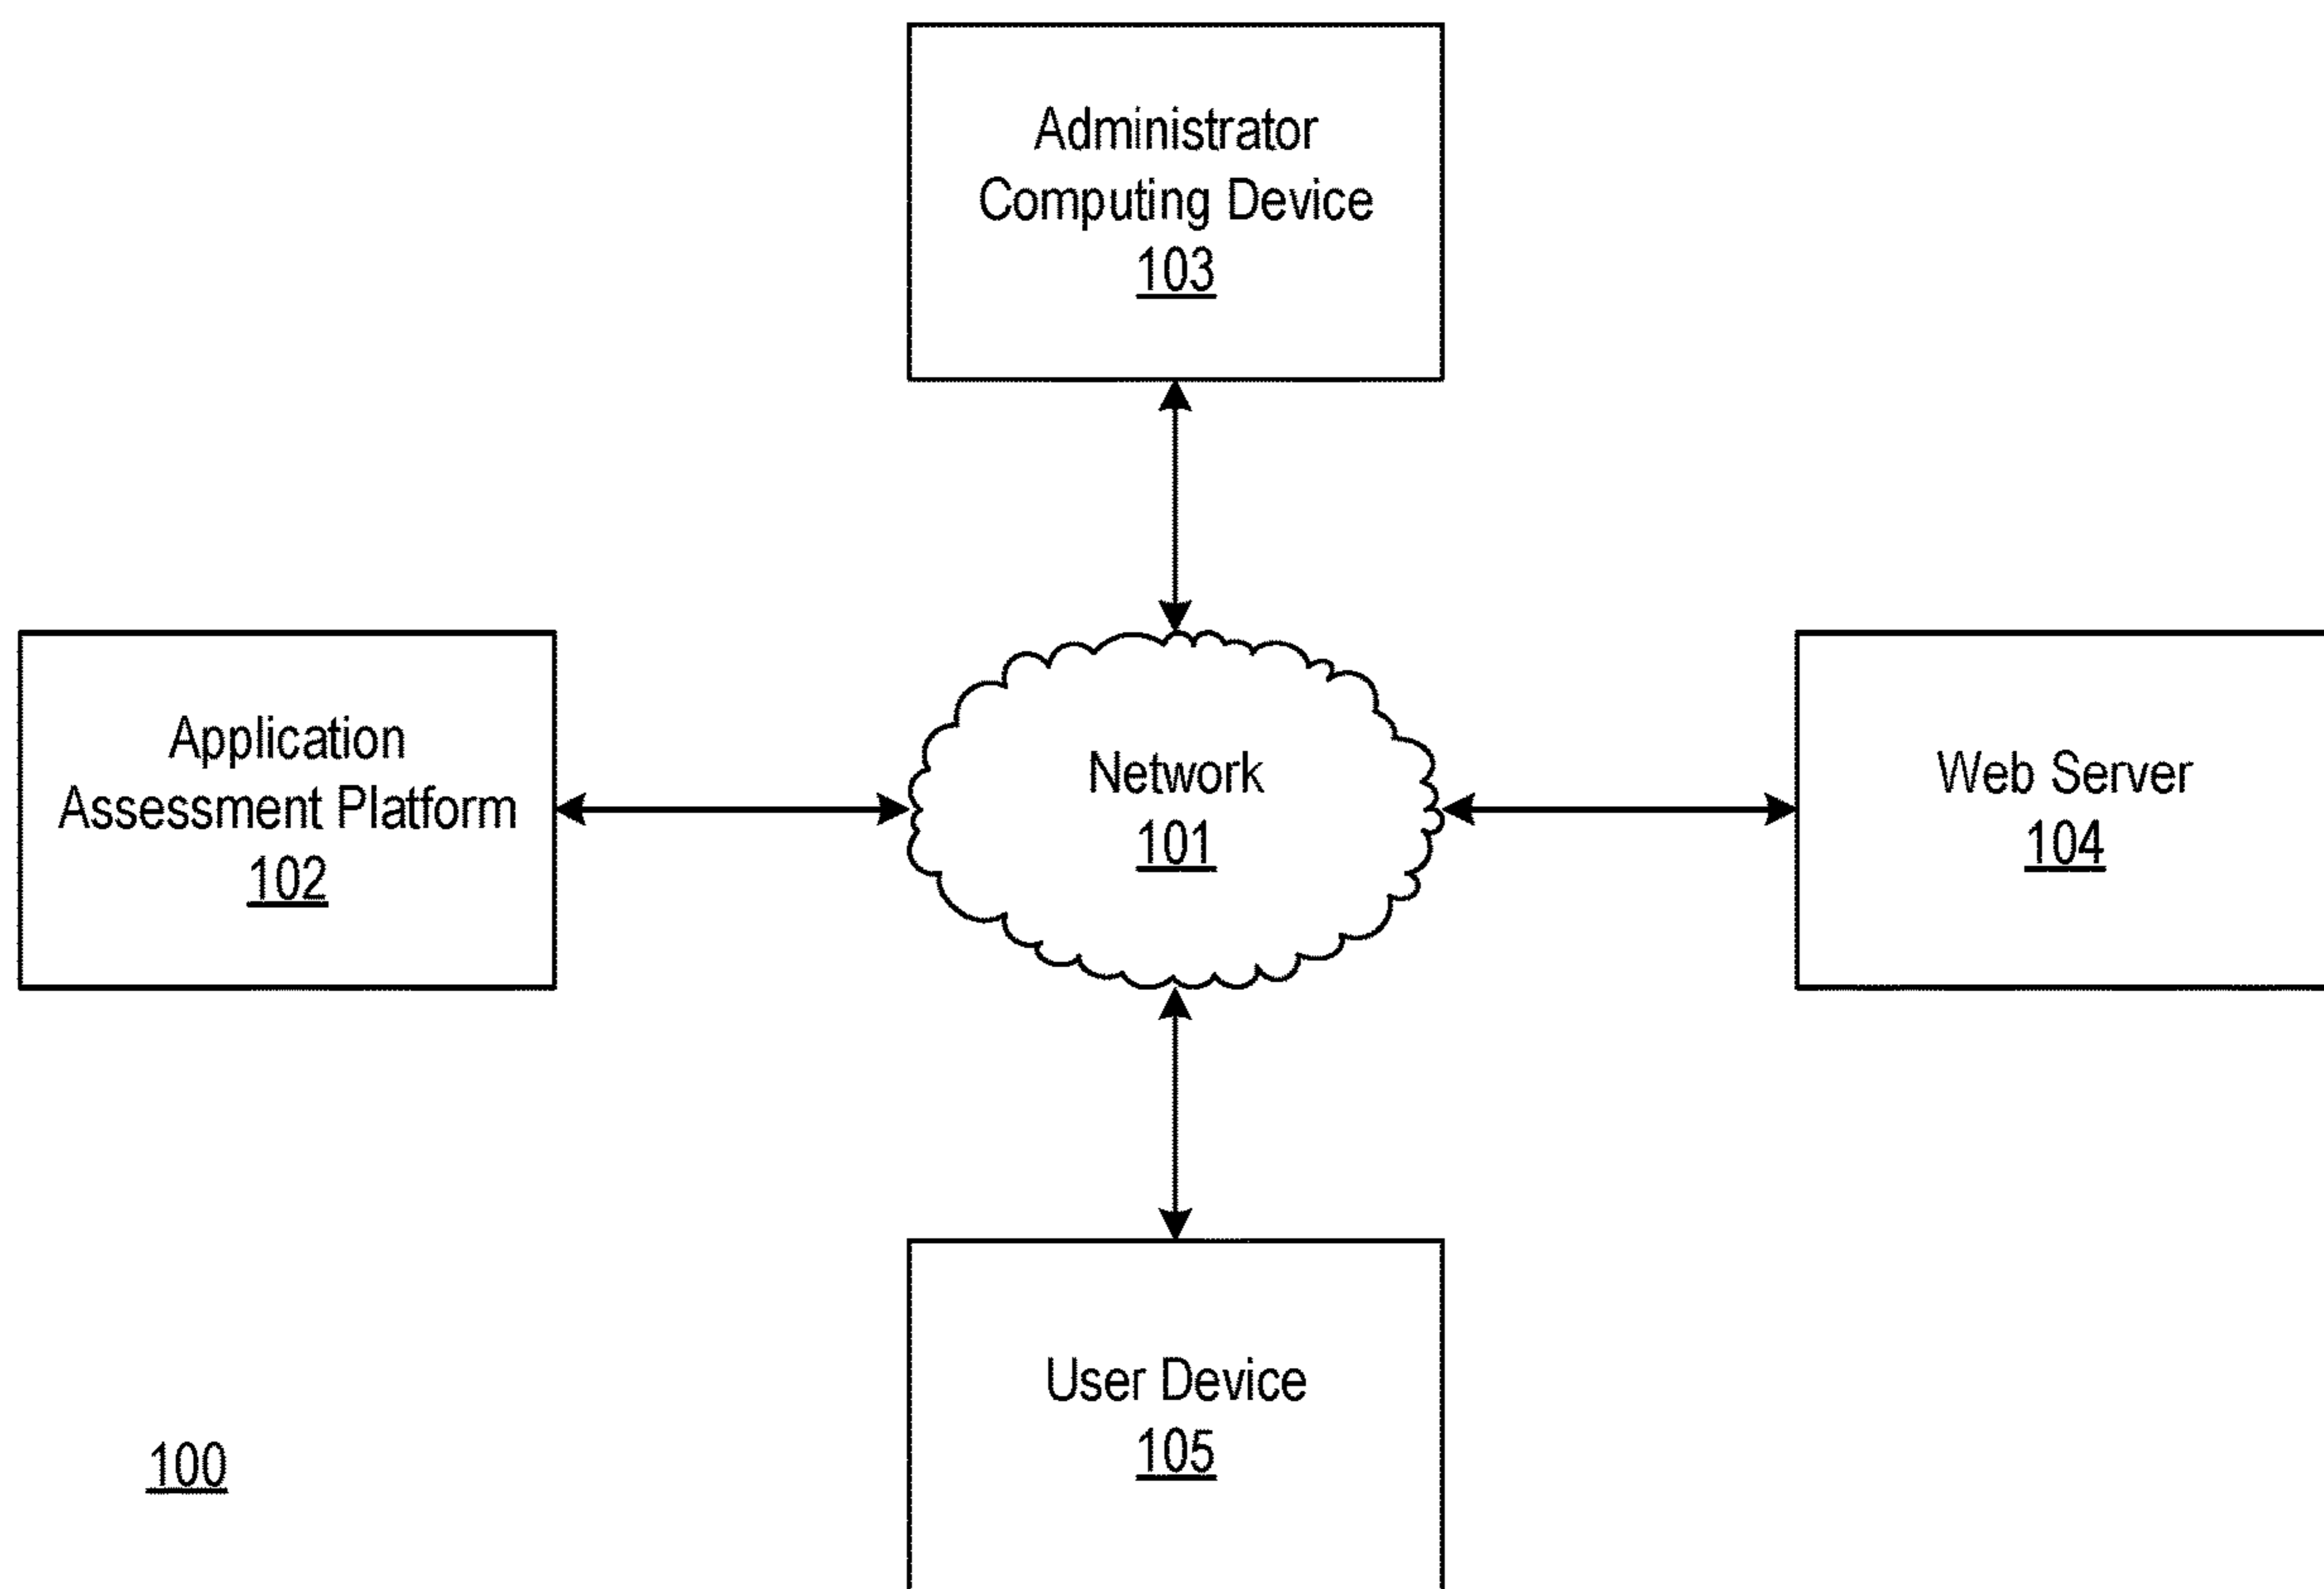 Administrator
Computing Device
103
Application
Assessment Platform
102
Network
101
Web Server
104
User Device
105
100